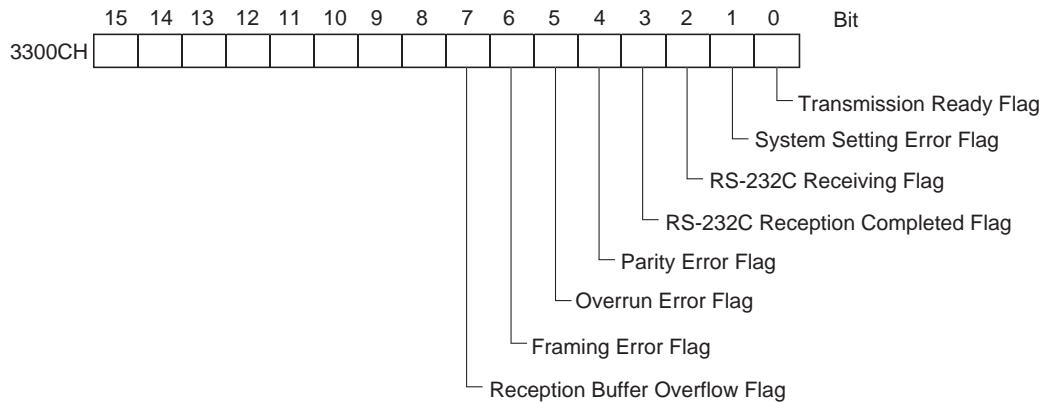 15 14 13 12 11 10 9 8 7 6 5 4 3 2 1 0 Bit
3300CH
Transmission Ready Flag
System Setting Error Flag
RS-232C Receiving Flag
RS-232C Reception Completed Flag
Parity Error Flag
Overrun Error Flag
Framing Error Flag
Reception Buffer Overflow Flag